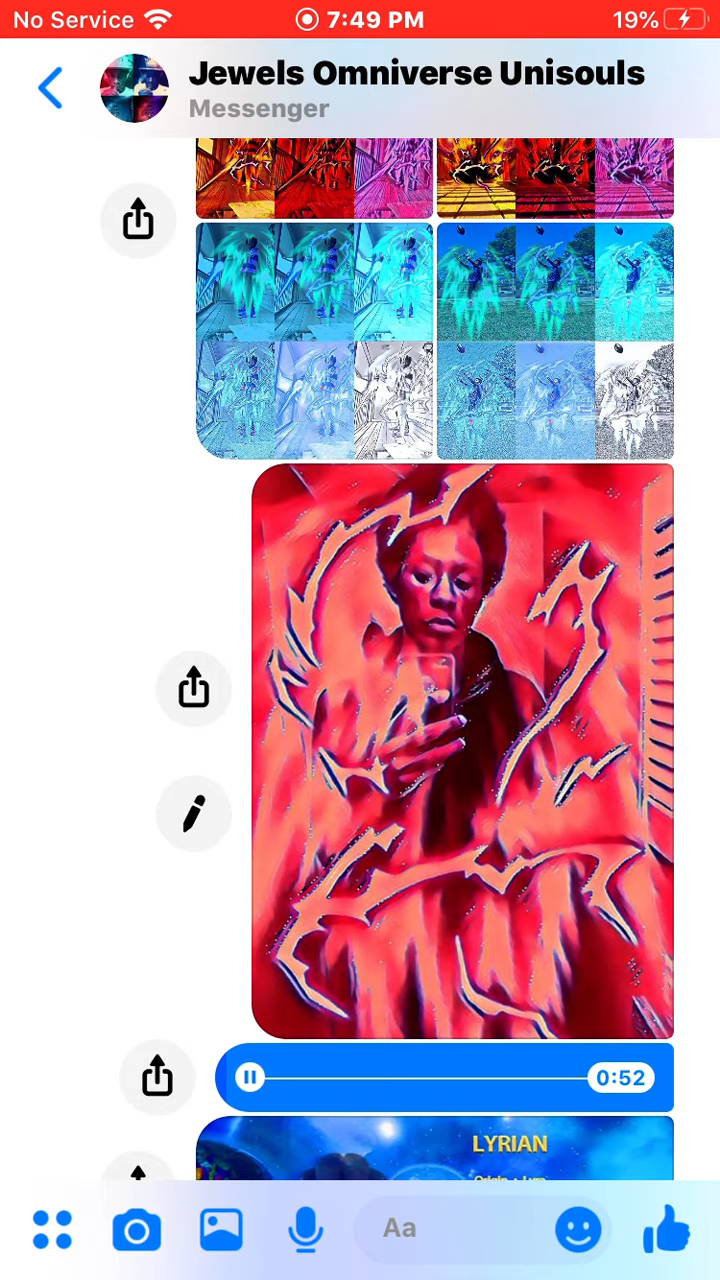 No Service 7:49 PM 19%
Jewels Omniverse Unisouls
Messenger
0:52
LYRIAN
Aa